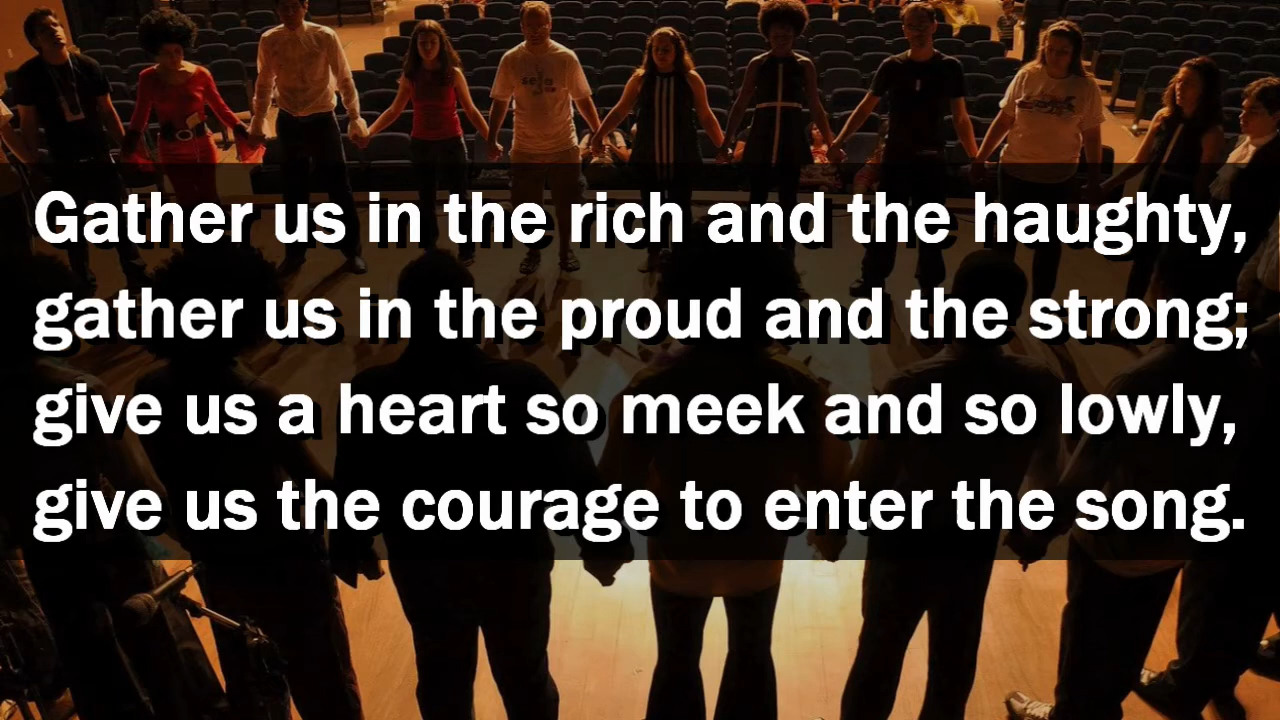 Gather us in the rich and the haughty,
gather us in the proud and the strong;
give us a heart so meek and so lowly,
give us the courage to enter the song.